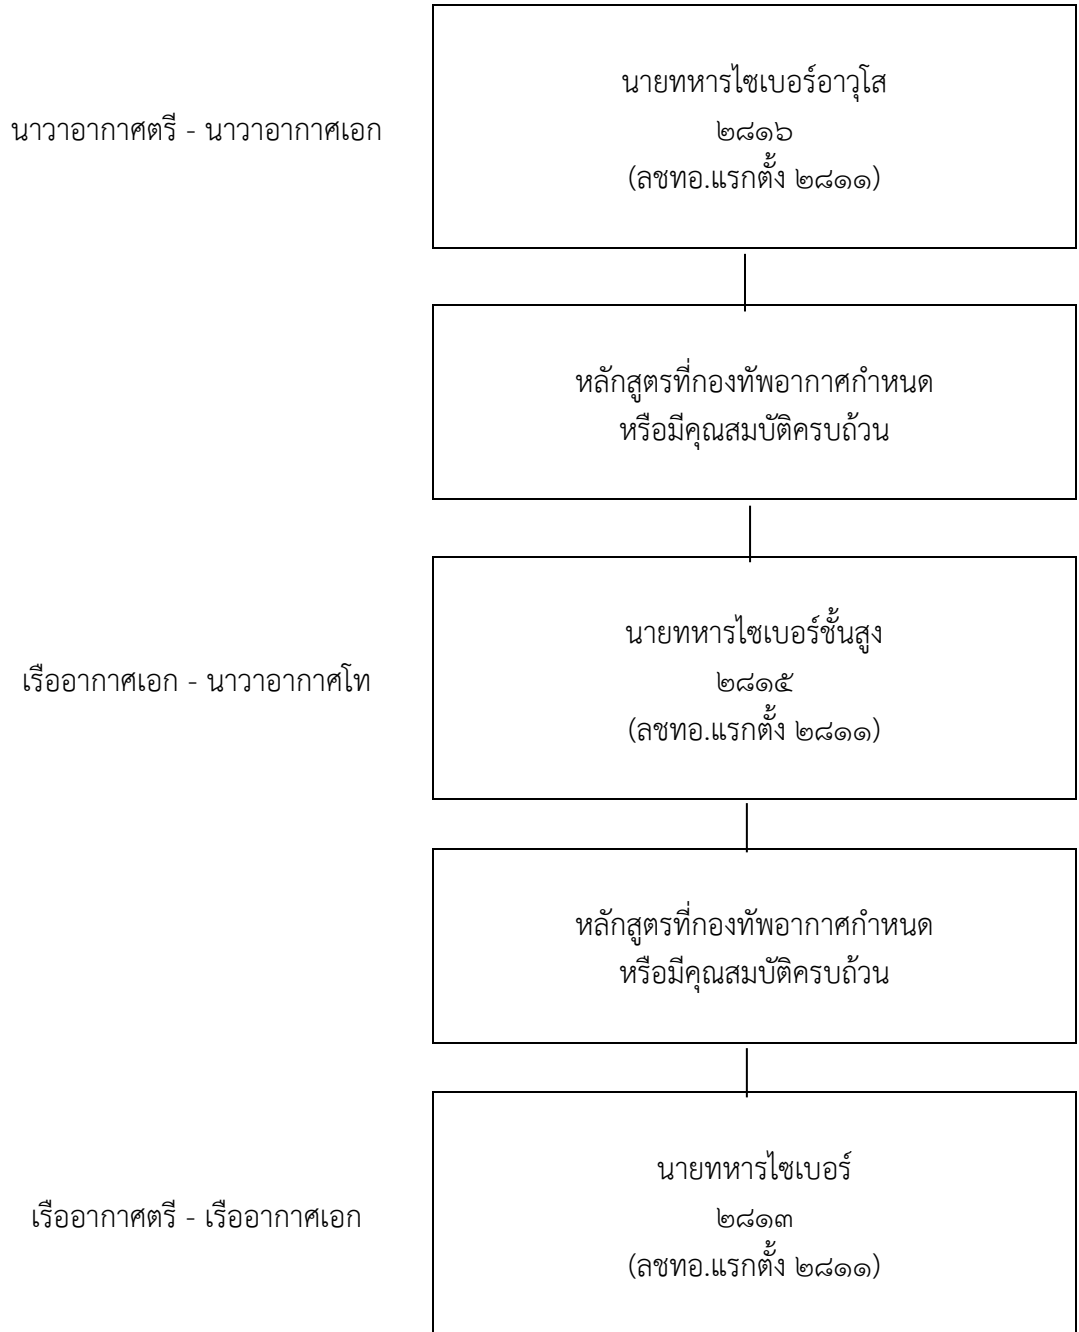 นายทหารไซเบอร์อาวุโส
นาวาอากาศตรี - นาวาอากาศเอก
๒๘๑๖
(ลชทอ.แรกตั้ง ๒๘๑๑)
หลักสูตรที่กองทัพอากาศกำหนด
หรือมีคุณสมบัติครบถ้วน
นายทหารไซเบอร์ชั้นสูง
เรืออากาศเอก - นาวาอากาศโท
๒๘๑๕
(ลชทอ.แรกตั้ง ๒๘๑๑)
หลักสูตรที่กองทัพอากาศกำหนด
หรือมีคุณสมบัติครบถ้วน
นายทหารไซเบอร์
เรืออากาศตรี - เรืออากาศเอก
๒๘๑๓
(ลชทอ.แรกตั้ง ๒๘๑๑)